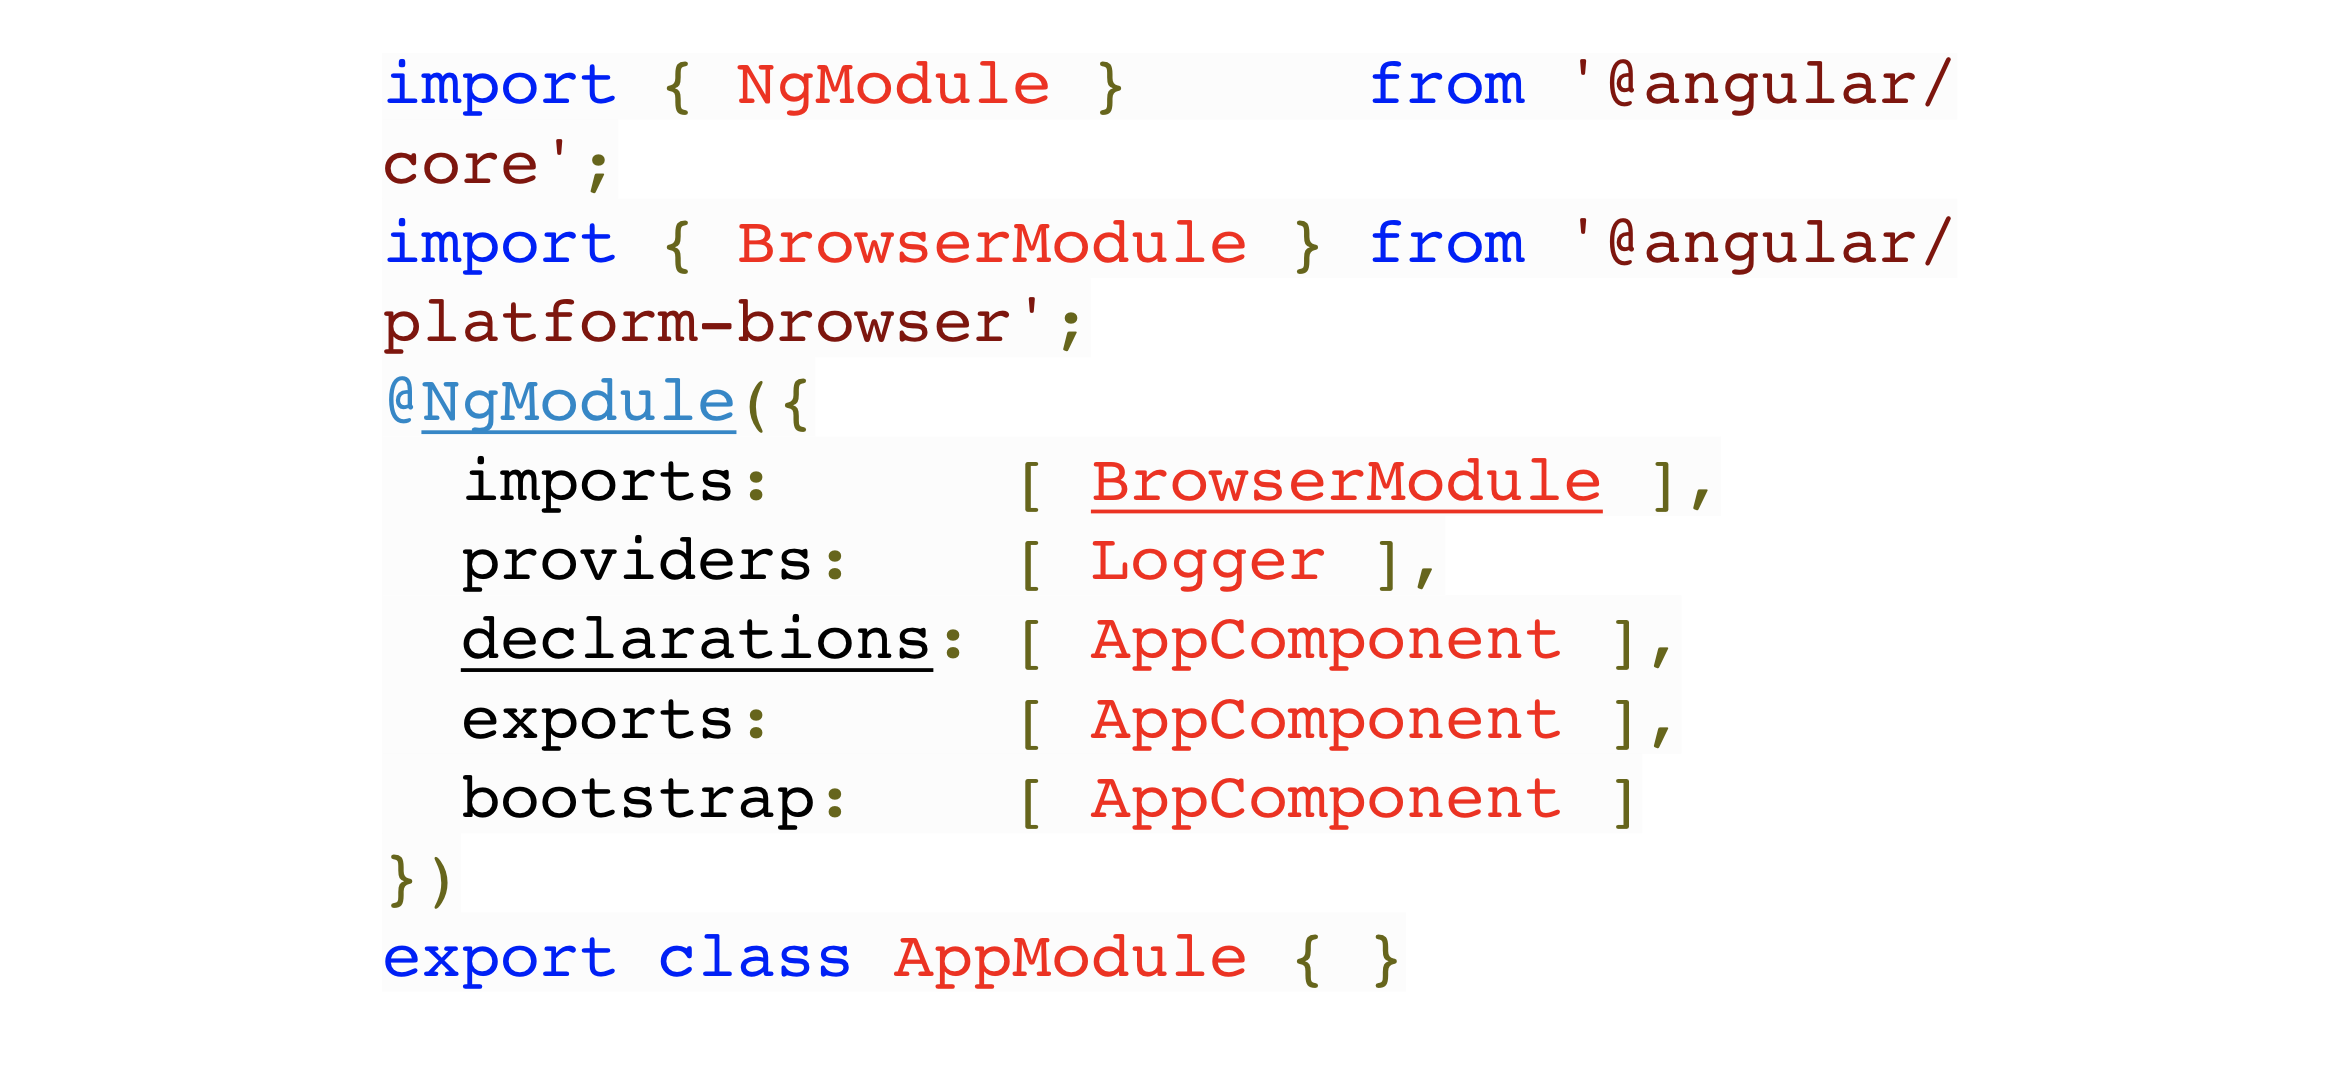 import { NgModule }      from '@angular/
core';
import { BrowserModule } from '@angular/
platform-browser';
@NgModule({
  imports:      [ BrowserModule ],
  providers:    [ Logger ],
  declarations: [ AppComponent ],
  exports:      [ AppComponent ],
  bootstrap:    [ AppComponent ]
})
export class AppModule { }